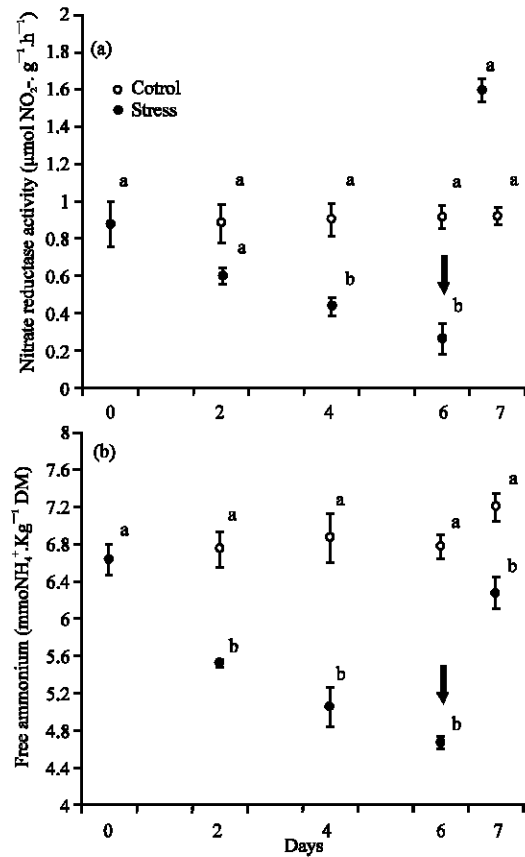 (a)
Cotrol
Stress
Nitrate reductase activity (μmol NO₂-. g⁻¹.h⁻¹)
2
1.8
1.6
1.4
1.2
1
0.8
0.6
0.4
0.2
0
a
a
a
a
a
a
a
b
b
0
2
4
6
7
(b)
Free ammonium (mmoNH₄⁺.Kg⁻¹ DM)
8
7.6
7.2
6.8
6.4
6
5.6
5.2
4.8
4.4
4
a
a
a
a
a
b
b
b
b
0
2
4
6
7
Days